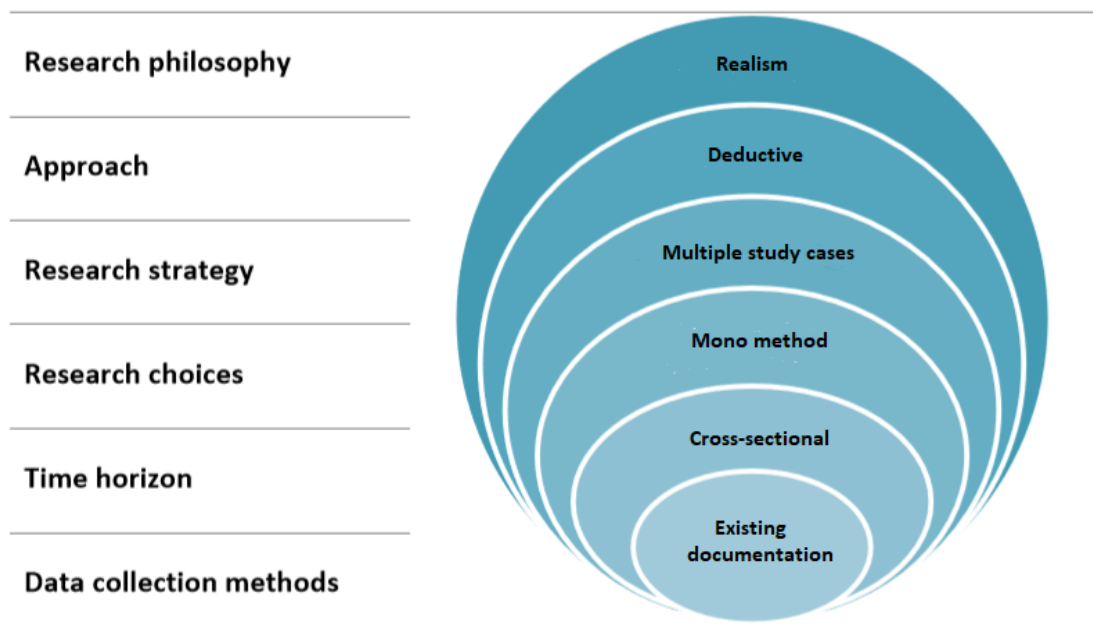 Research philosophy
Realism
Approach
Deductive
Research strategy
Multiple study cases
Research choices
Mono method
Time horizon
Cross-sectional
Data collection methods
Existing
documentation